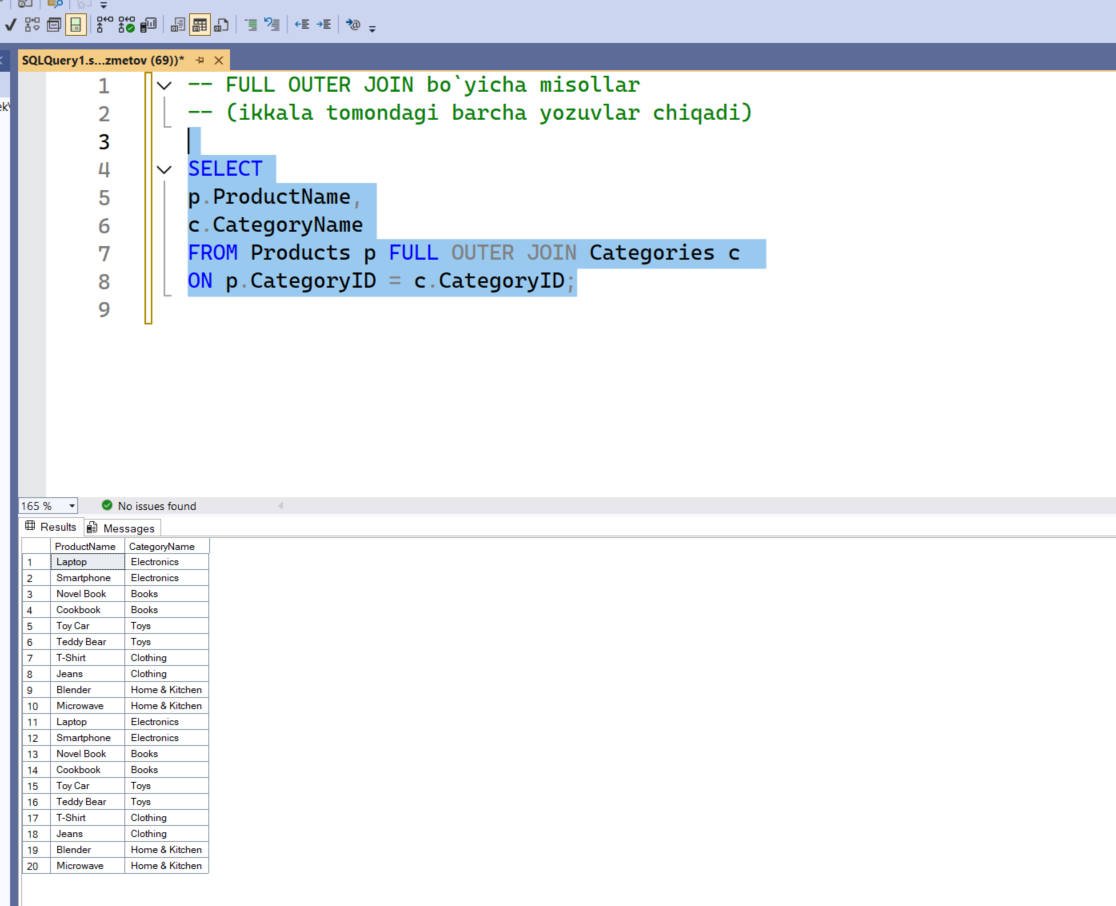 SQLQuery1.s...zmetov (69))*
1 -- FULL OUTER JOIN bo`yicha misollar
2 -- (ikkala tomondagi barcha yozuvlar chiqadi)
3
4 SELECT
5 p.ProductName,
6 c.CategoryName
7 FROM Products p FULL OUTER JOIN Categories c
8 ON p.CategoryID = c.CategoryID;
9
165 % No issues found
Results Messages
ProductName CategoryName
1 Laptop Electronics
2 Smartphone Electronics
3 Novel Book Books
4 Cookbook Books
5 Toy Car Toys
6 Teddy Bear Toys
7 T-Shirt Clothing
8 Jeans Clothing
9 Blender Home & Kitchen
10 Microwave Home & Kitchen
11 Laptop Electronics
12 Smartphone Electronics
13 Novel Book Books
14 Cookbook Books
15 Toy Car Toys
16 Teddy Bear Toys
17 T-Shirt Clothing
18 Jeans Clothing
19 Blender Home & Kitchen
20 Microwave Home & Kitchen